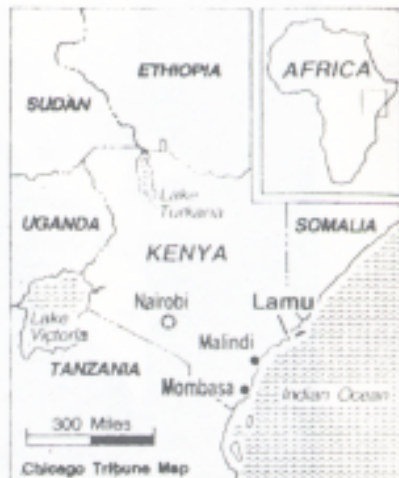 ETHIOPIA
AFRICA
SUDAN
Lake
Turkana
UGANDA
SOMALIA
KENYA
Nairobi
Lamu
Lake
Victoria
Malindi
TANZANIA
Mombasa
Indian Ocean
300 Miles
Chicago Tribune Map